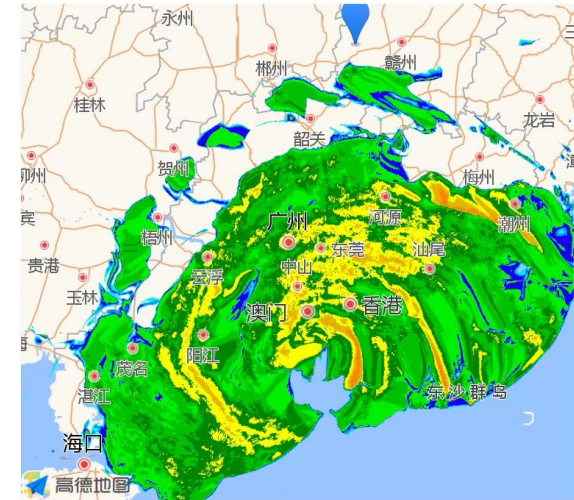 永州
郴州
赣州
桂林
龙岩
韶关
柳州
贺州
梅州
河源
潮州
梧州
广州
东莞
汕尾
贵港
云浮
中山
玉林
澳门
香港
阳江
茂名
湛江
东沙群岛
海口
高德地图